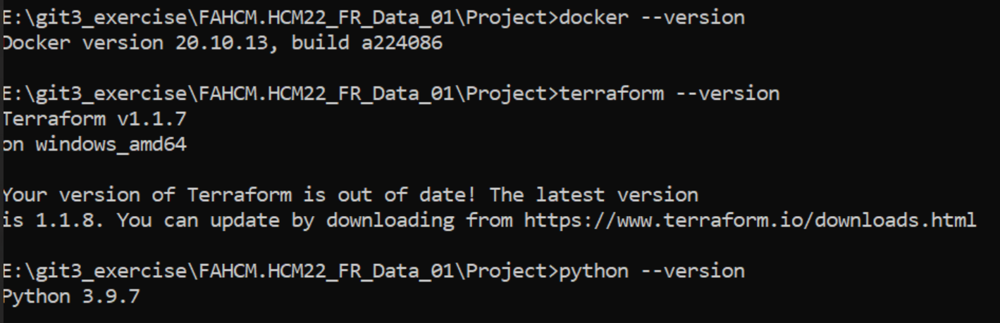 E:\git3_exercise\FAHCM.HCM22_FR_Data_01\Project>docker --version
Docker version 20.10.13, build a224086
E:\git3_exercise\FAHCM.HCM22_FR_Data_01\Project>terraform --version
Terraform v1.1.7
on windows_amd64
Your version of Terraform is out of date! The latest version
is 1.1.8. You can update by downloading from https://www.terraform.io/downloads.html
E:\git3_exercise\FAHCM.HCM22_FR_Data_01\Project>python --version
Python 3.9.7